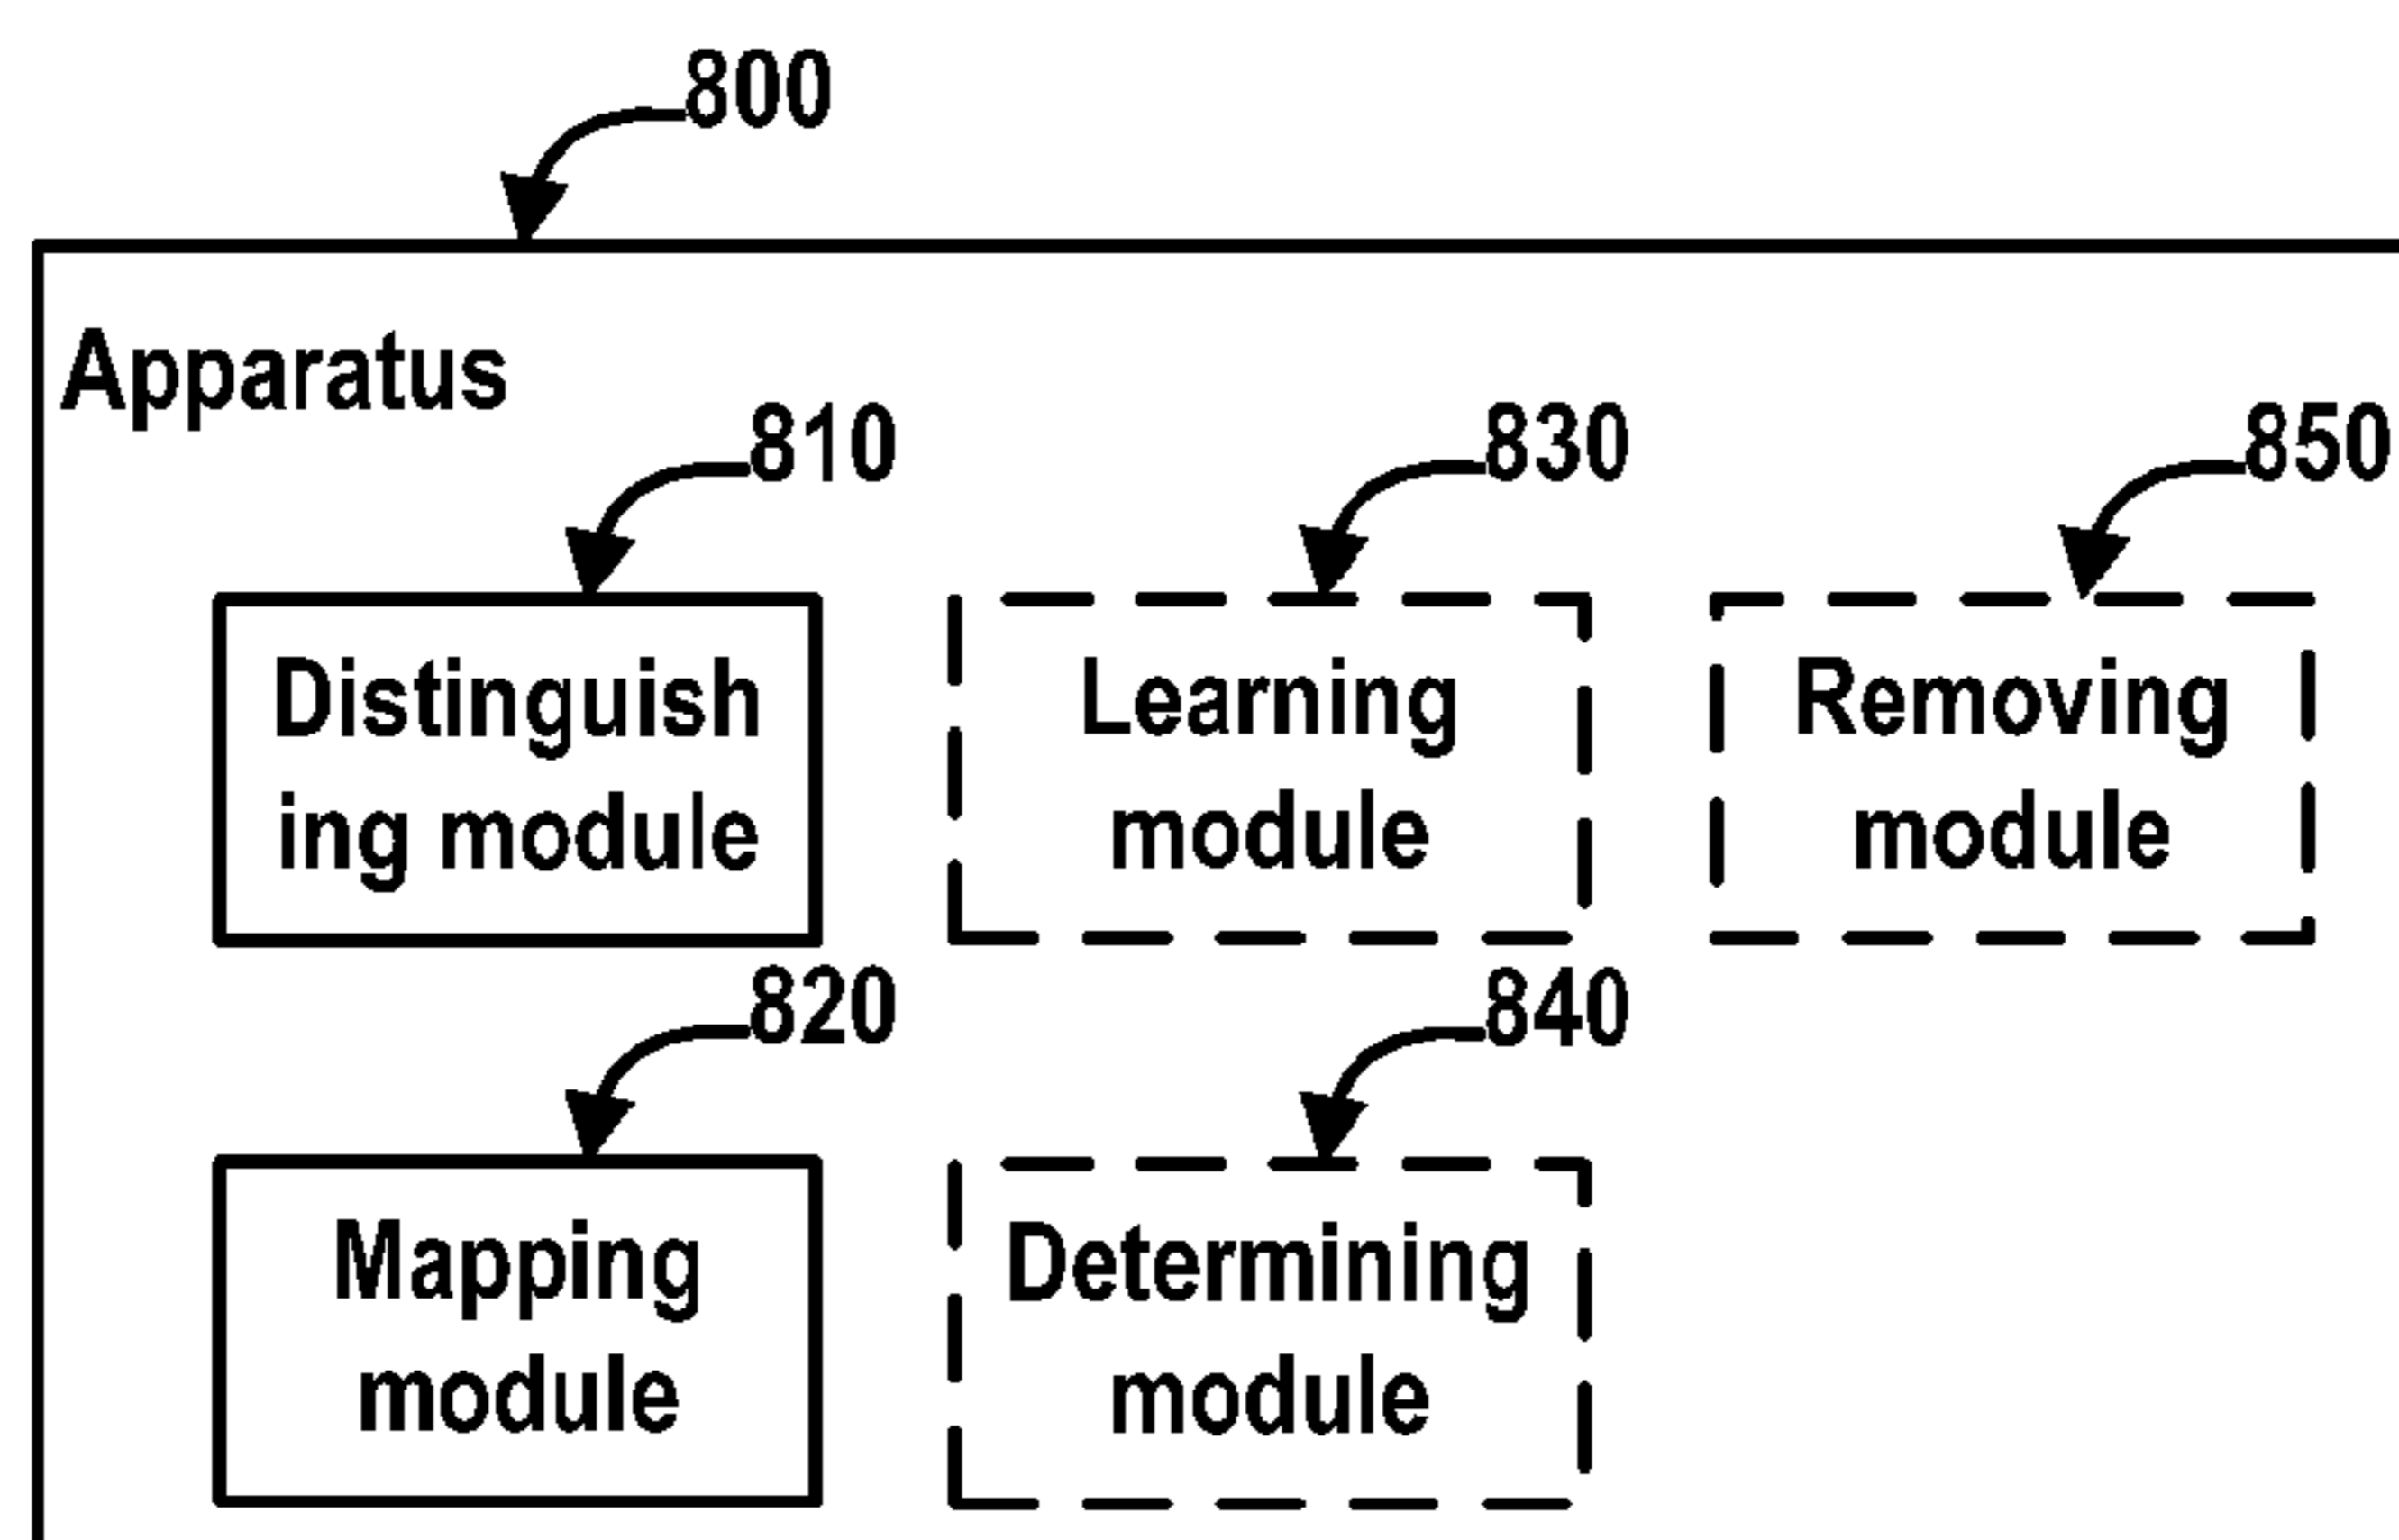 800
Apparatus
810
830
850
Distinguish
ing module
Learning
module
Removing
module
820
840
Mapping
module
Determining
module